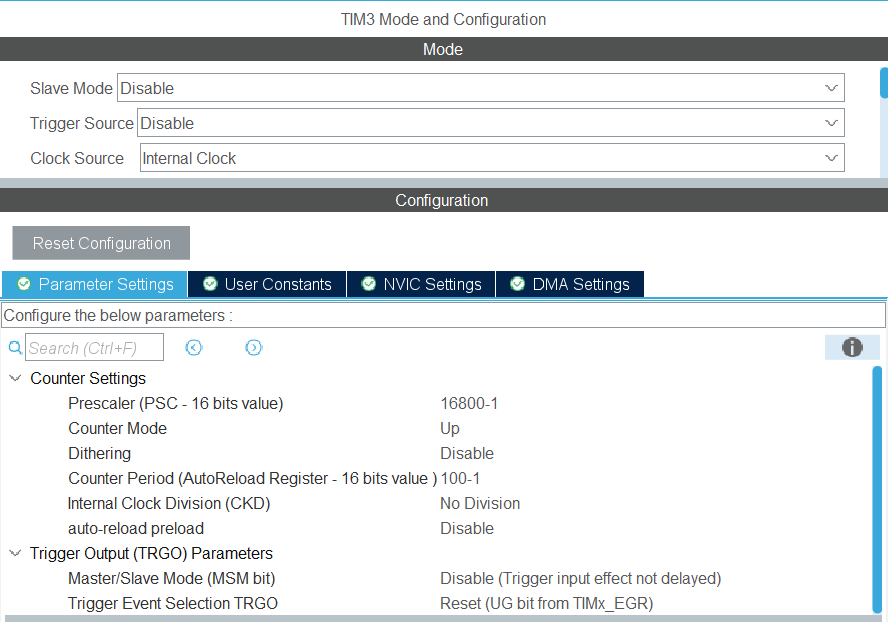 TIM3 Mode and Configuration
Mode
Slave Mode Disable
Trigger Source Disable
Clock Source Internal Clock
Configuration
Reset Configuration
Parameter Settings User Constants NVIC Settings DMA Settings
Configure the below parameters :
Search (Ctrl+F)
Counter Settings
Prescaler (PSC - 16 bits value) 16800-1
Counter Mode Up
Dithering Disable
Counter Period (AutoReload Register - 16 bits value ) 100-1
Internal Clock Division (CKD) No Division
auto-reload preload Disable
Trigger Output (TRGO) Parameters
Master/Slave Mode (MSM bit) Disable (Trigger input effect not delayed)
Trigger Event Selection TRGO Reset (UG bit from TIMx_EGR)